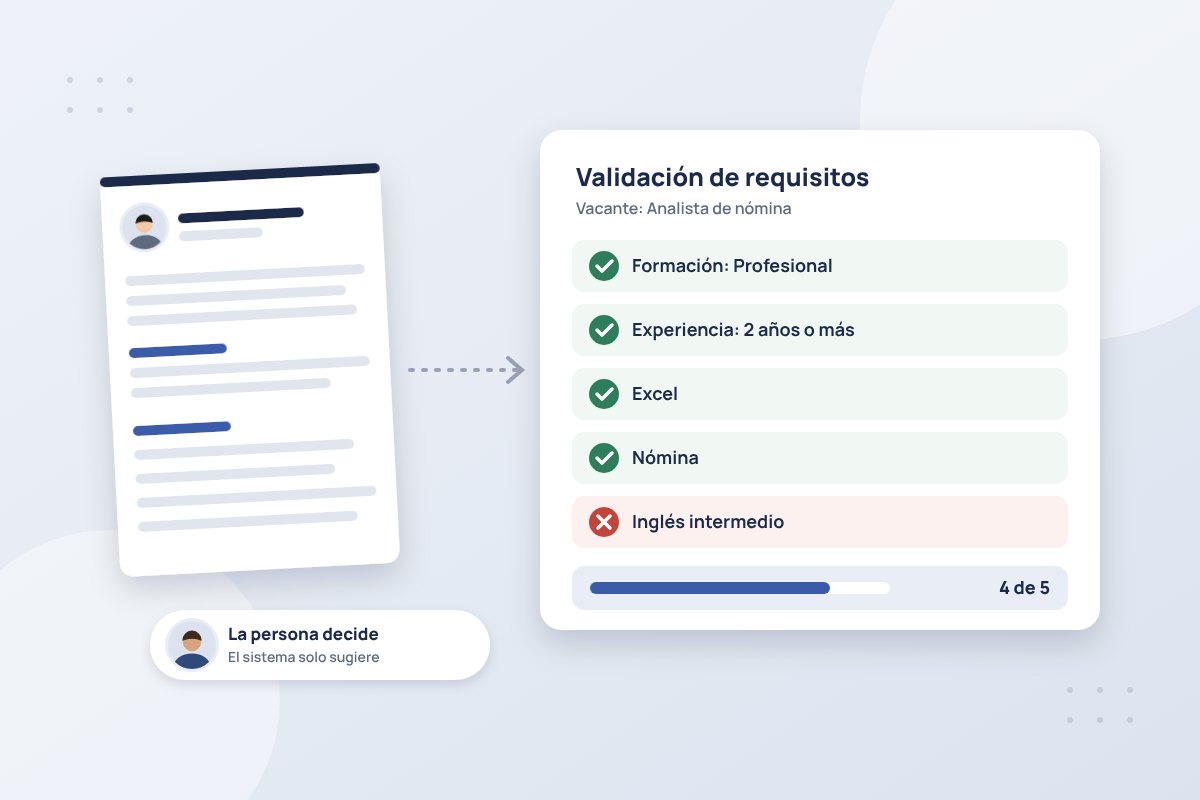 Validación de requisitos
Vacante: Analista de nómina
Formación: Profesional
Experiencia: 2 años o más
Excel
Nómina
Inglés intermedio
4 de 5
La persona decide
El sistema solo sugiere